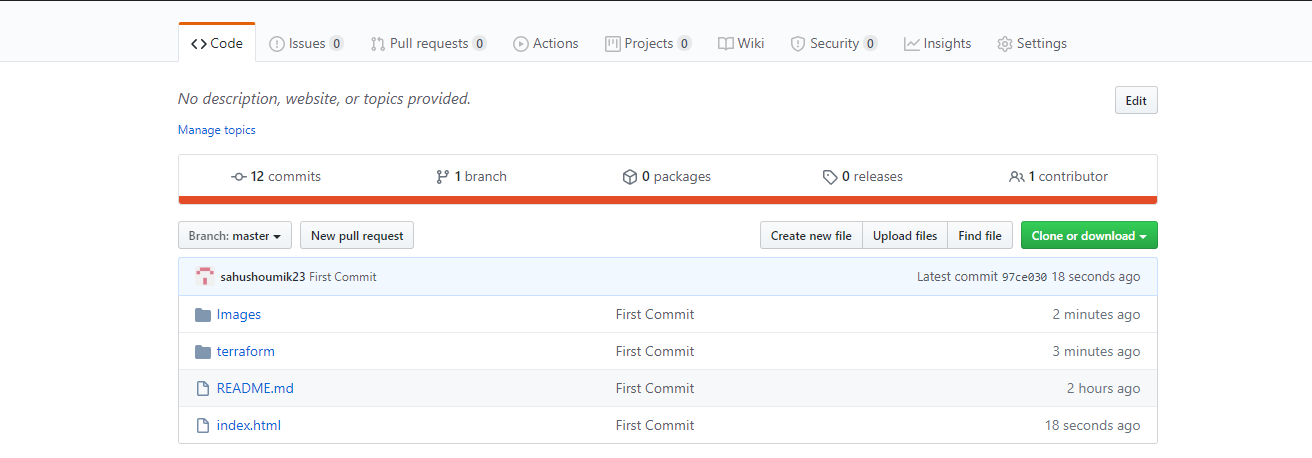 Code Issues 0 Pull requests 0 Actions Projects 0 Wiki Security 0 Insights Settings
No description, website, or topics provided. Edit
Manage topics
12 commits 1 branch 0 packages 0 releases 1 contributor
Branch: master New pull request Create new file Upload files Find file Clone or download
sahushoumik23 First Commit Latest commit 97ce030 18 seconds ago
Images First Commit 2 minutes ago
terraform First Commit 3 minutes ago
README.md First Commit 2 hours ago
index.html First Commit 18 seconds ago